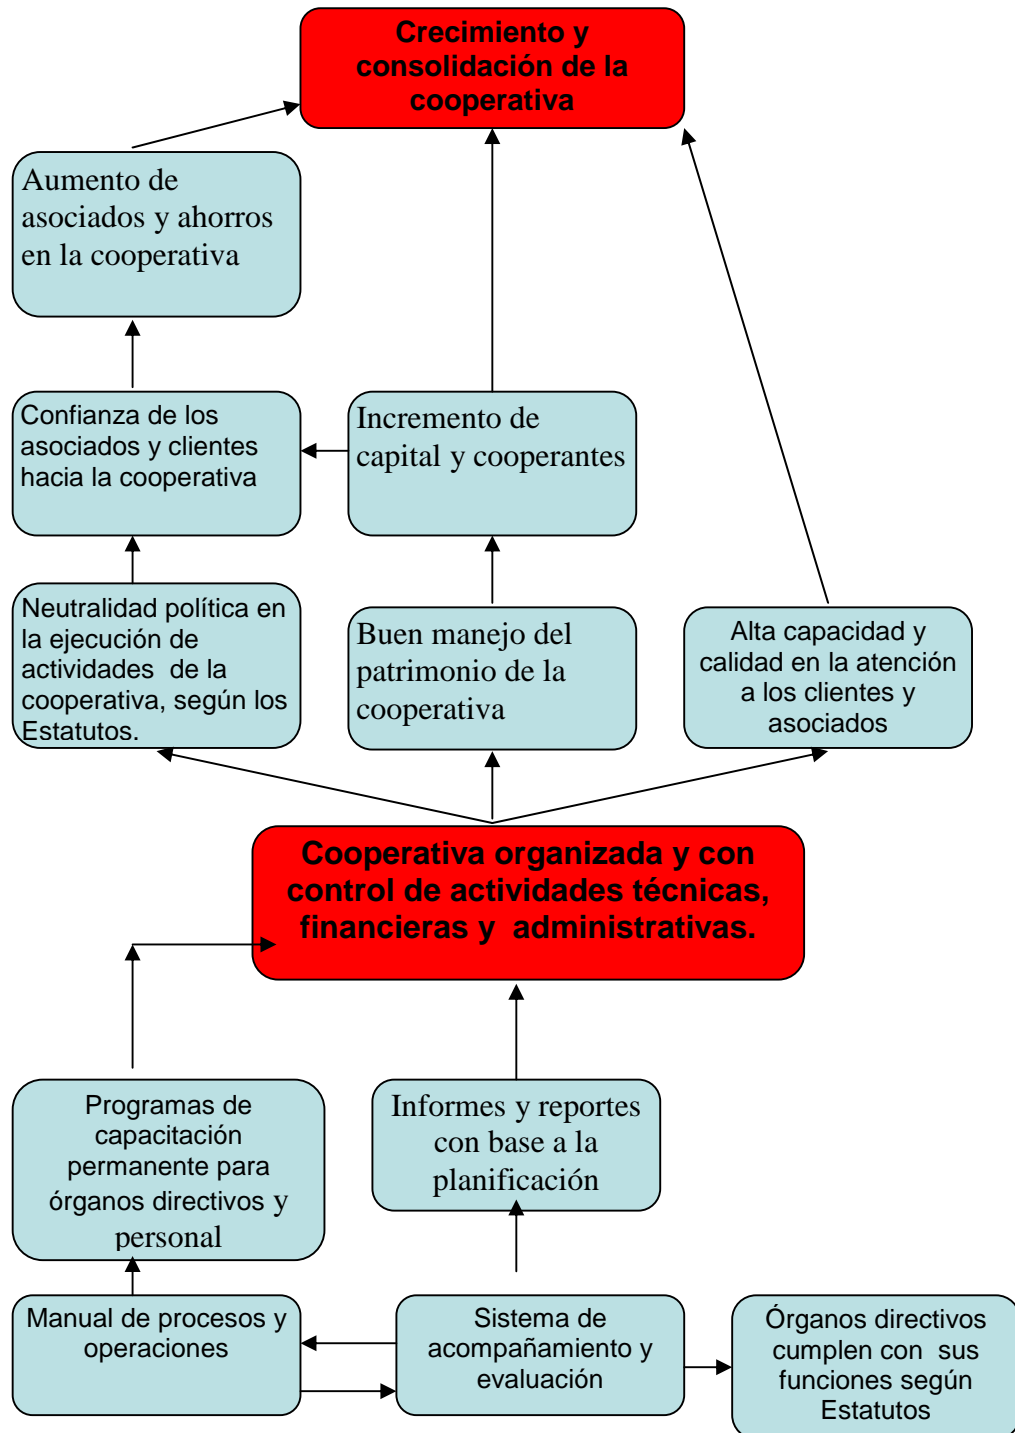 Crecimiento y
consolidación de la
cooperativa
Aumento de
asociados y ahorros
en la cooperativa
Confianza de los
asociados y clientes
hacia la cooperativa
Incremento de
capital y cooperantes
Neutralidad política en
la ejecución de
actividades  de la
cooperativa, según los
Estatutos.
Buen manejo del
patrimonio de la
cooperativa
Alta capacidad y
calidad en la atención
a los clientes y
asociados
Cooperativa organizada y con
control de actividades técnicas,
financieras y  administrativas.
Programas de
capacitación
permanente para
órganos directivos y
personal
Informes y reportes
con base a la
planificación
Manual de procesos y
operaciones
Sistema de
acompañamiento y
evaluación
Órganos directivos
cumplen con  sus
funciones según
Estatutos